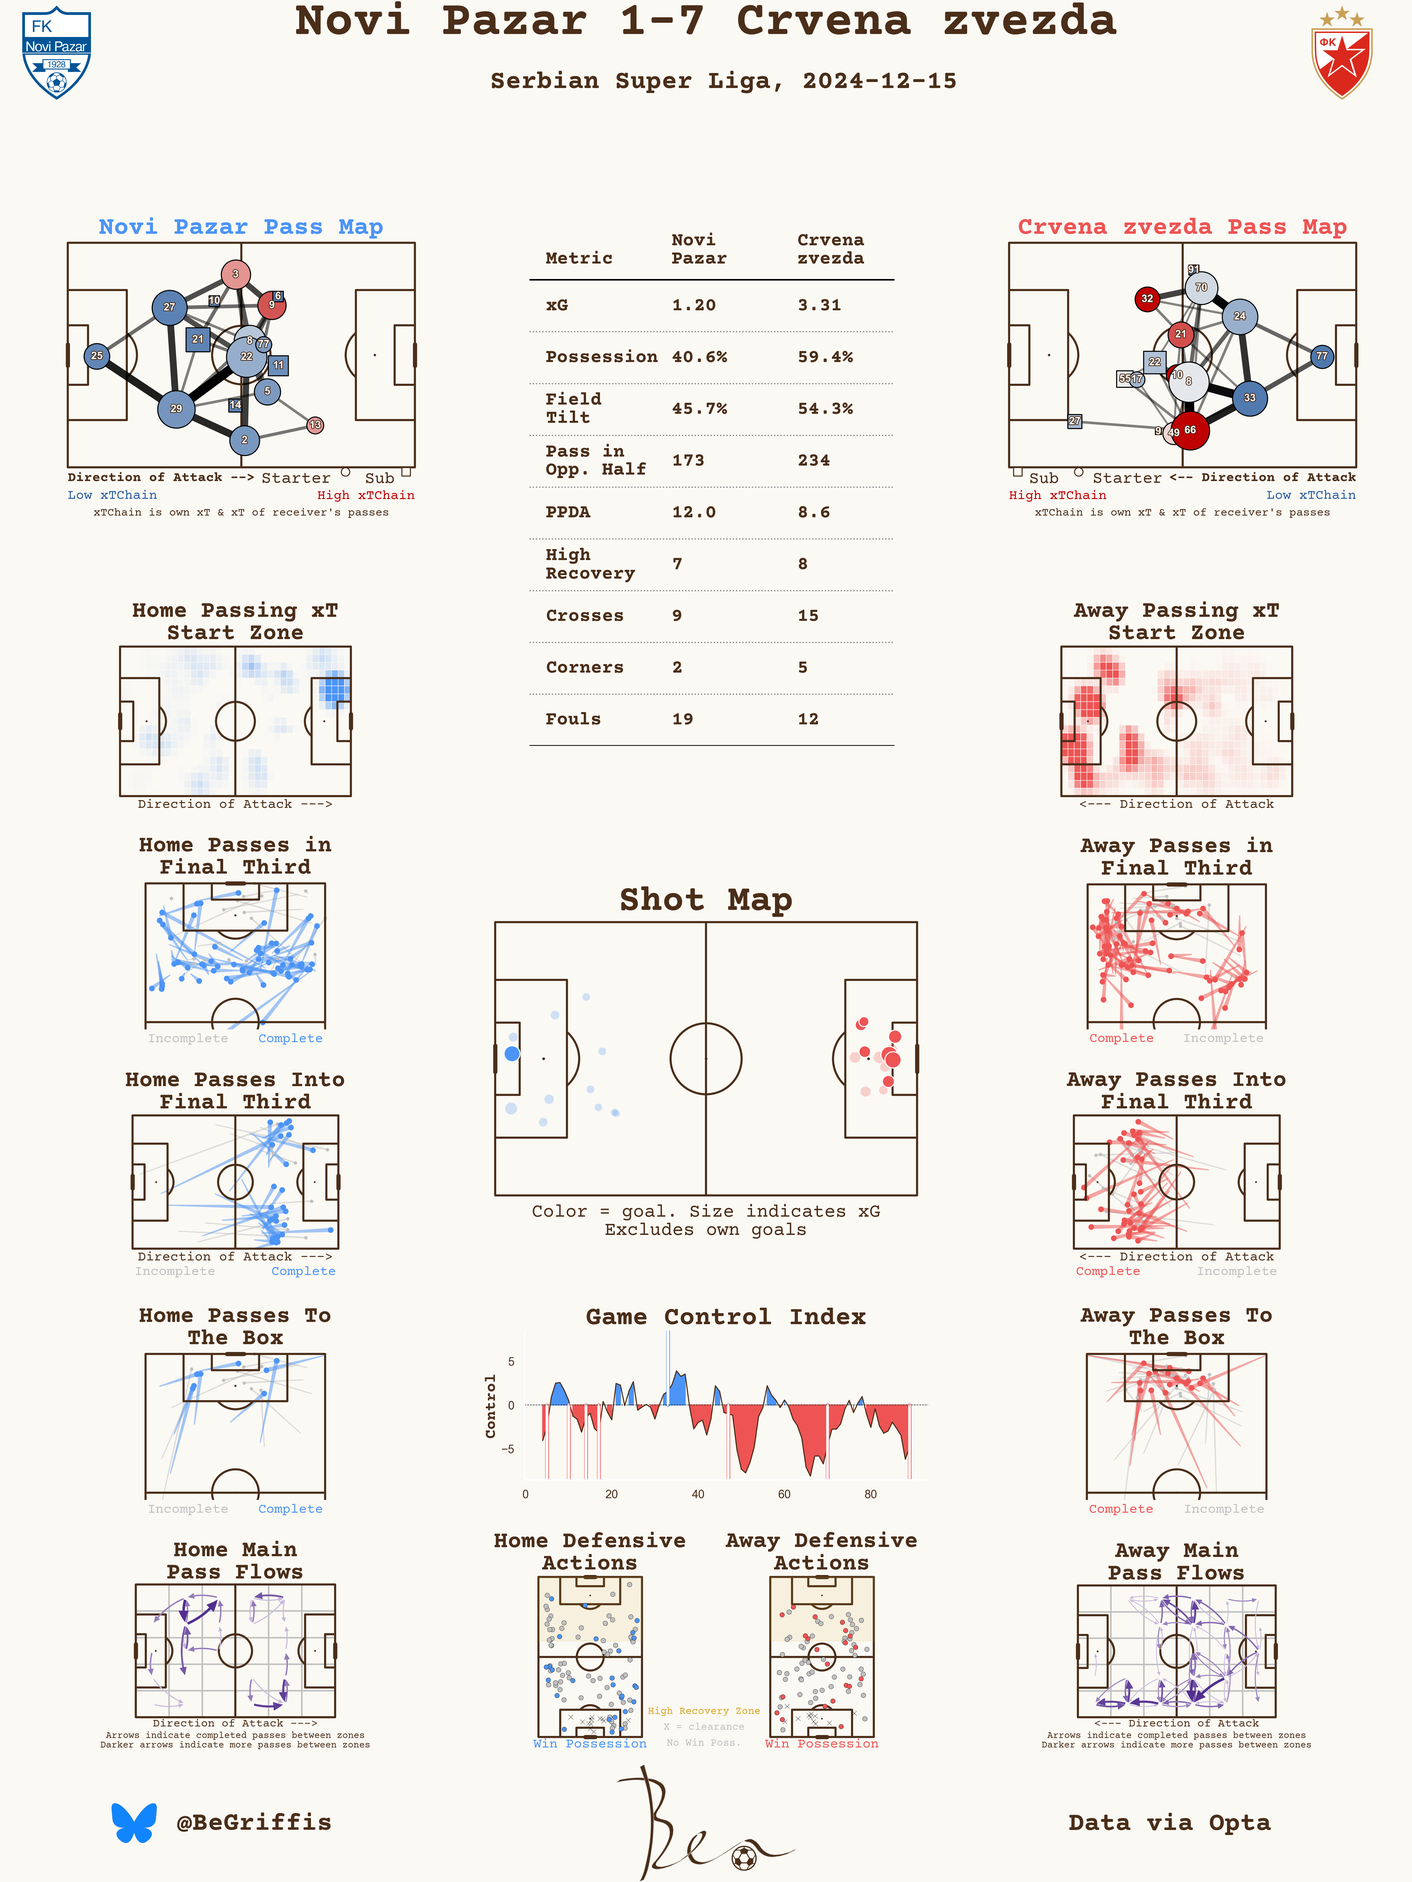 Novi Pazar 1-7 Crvena zvezda
Serbian Super Liga, 2024-12-15
FK
Novi Pazar
1928
ФК
Novi Pazar Pass Map
3
10
6
9
27
21
8
77
22
25
11
5
29
14
13
2
Direction of Attack --> Starter Sub
Low xTChain High xTChain
xTChain is own xT & xT of receiver's passes
Metric Novi Pazar Crvena zvezda
xG 1.20 3.31
Possession 40.6% 59.4%
Field Tilt 45.7% 54.3%
Pass in Opp. Half 173 234
PPDA 12.0 8.6
High Recovery 7 8
Crosses 9 15
Corners 2 5
Fouls 19 12
Crvena zvezda Pass Map
91
70
32
24
21
22
77
10
55
17
8
33
27
9
49
66
Sub Starter <-- Direction of Attack
High xTChain Low xTChain
xTChain is own xT & xT of receiver's passes
Home Passing xT
Start Zone
Direction of Attack --->
Away Passing xT
Start Zone
<--- Direction of Attack
Home Passes in
Final Third
Incomplete Complete
Away Passes in
Final Third
Complete Incomplete
Shot Map
Color = goal. Size indicates xG
Excludes own goals
Home Passes Into
Final Third
Direction of Attack --->
Incomplete Complete
Away Passes Into
Final Third
<--- Direction of Attack
Complete Incomplete
Home Passes To
The Box
Incomplete Complete
Game Control Index
Control
5
0
−5
0 20 40 60 80
Away Passes To
The Box
Complete Incomplete
Home Main
Pass Flows
Direction of Attack --->
Arrows indicate completed passes between zones
Darker arrows indicate more passes between zones
Home Defensive
Actions
Win Possession
Away Defensive
Actions
Win Possession
High Recovery Zone
X = clearance
No Win Poss.
Away Main
Pass Flows
<--- Direction of Attack
Arrows indicate completed passes between zones
Darker arrows indicate more passes between zones
@BeGriffis
Ben
Data via Opta